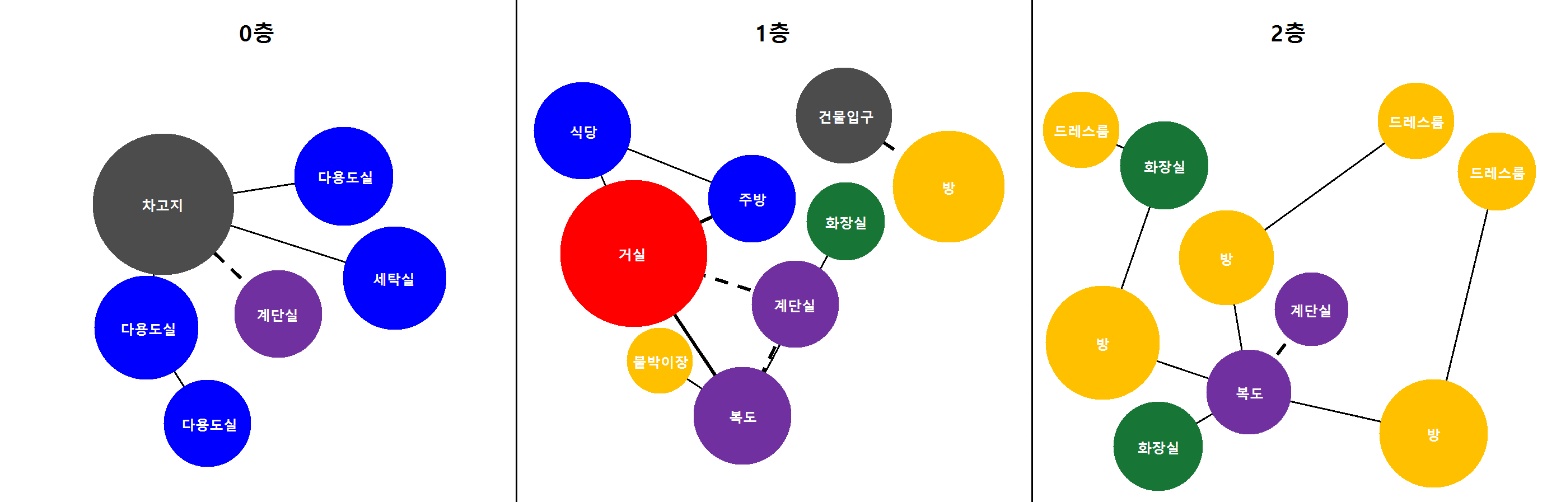 0층
차고지
다용도실
세탁실
계단실
다용도실
다용도실
1층
식당
건물입구
주방
방
화장실
거실
계단실
붙박이장
복도
2층
드레스룸
드레스룸
화장실
드레스룸
방
계단실
방
복도
화장실
방